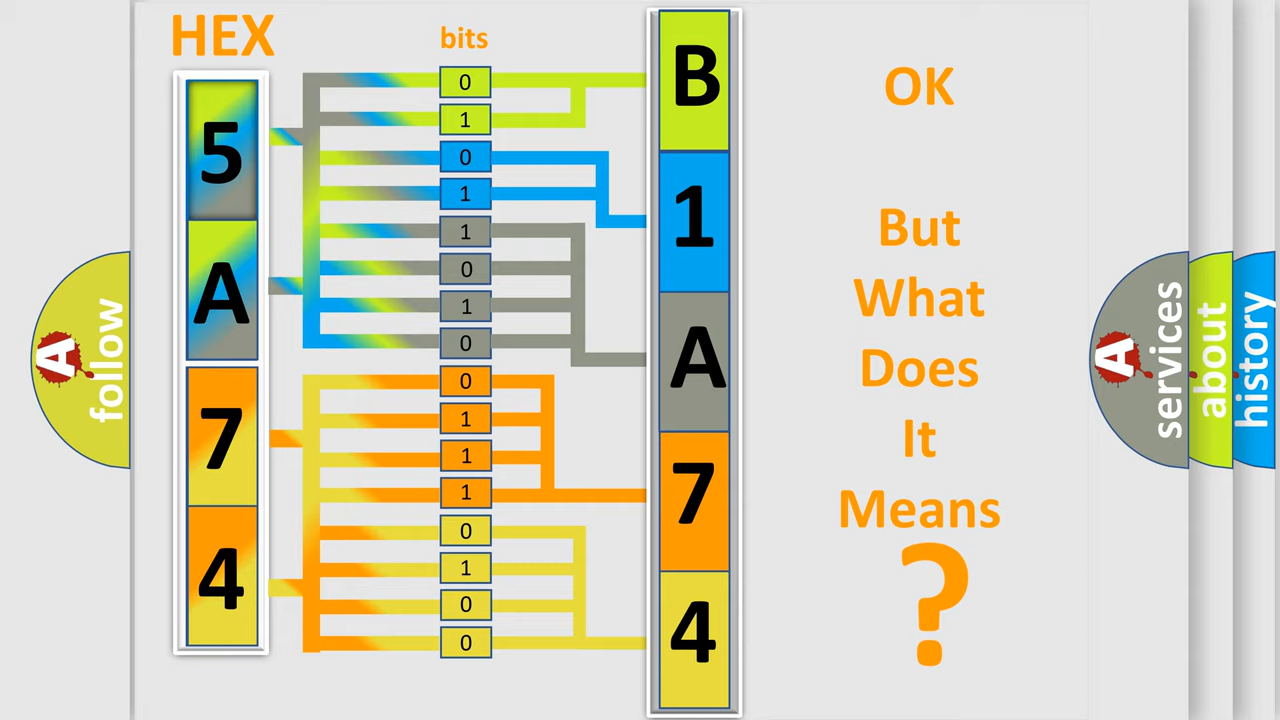 HEX
bits
5
A
7
4
0
1
0
1
1
0
1
0
0
1
1
1
0
1
0
0
B
1
A
7
4
OK
But
What
Does
It
Means
?
A
follow
A
services
about
history